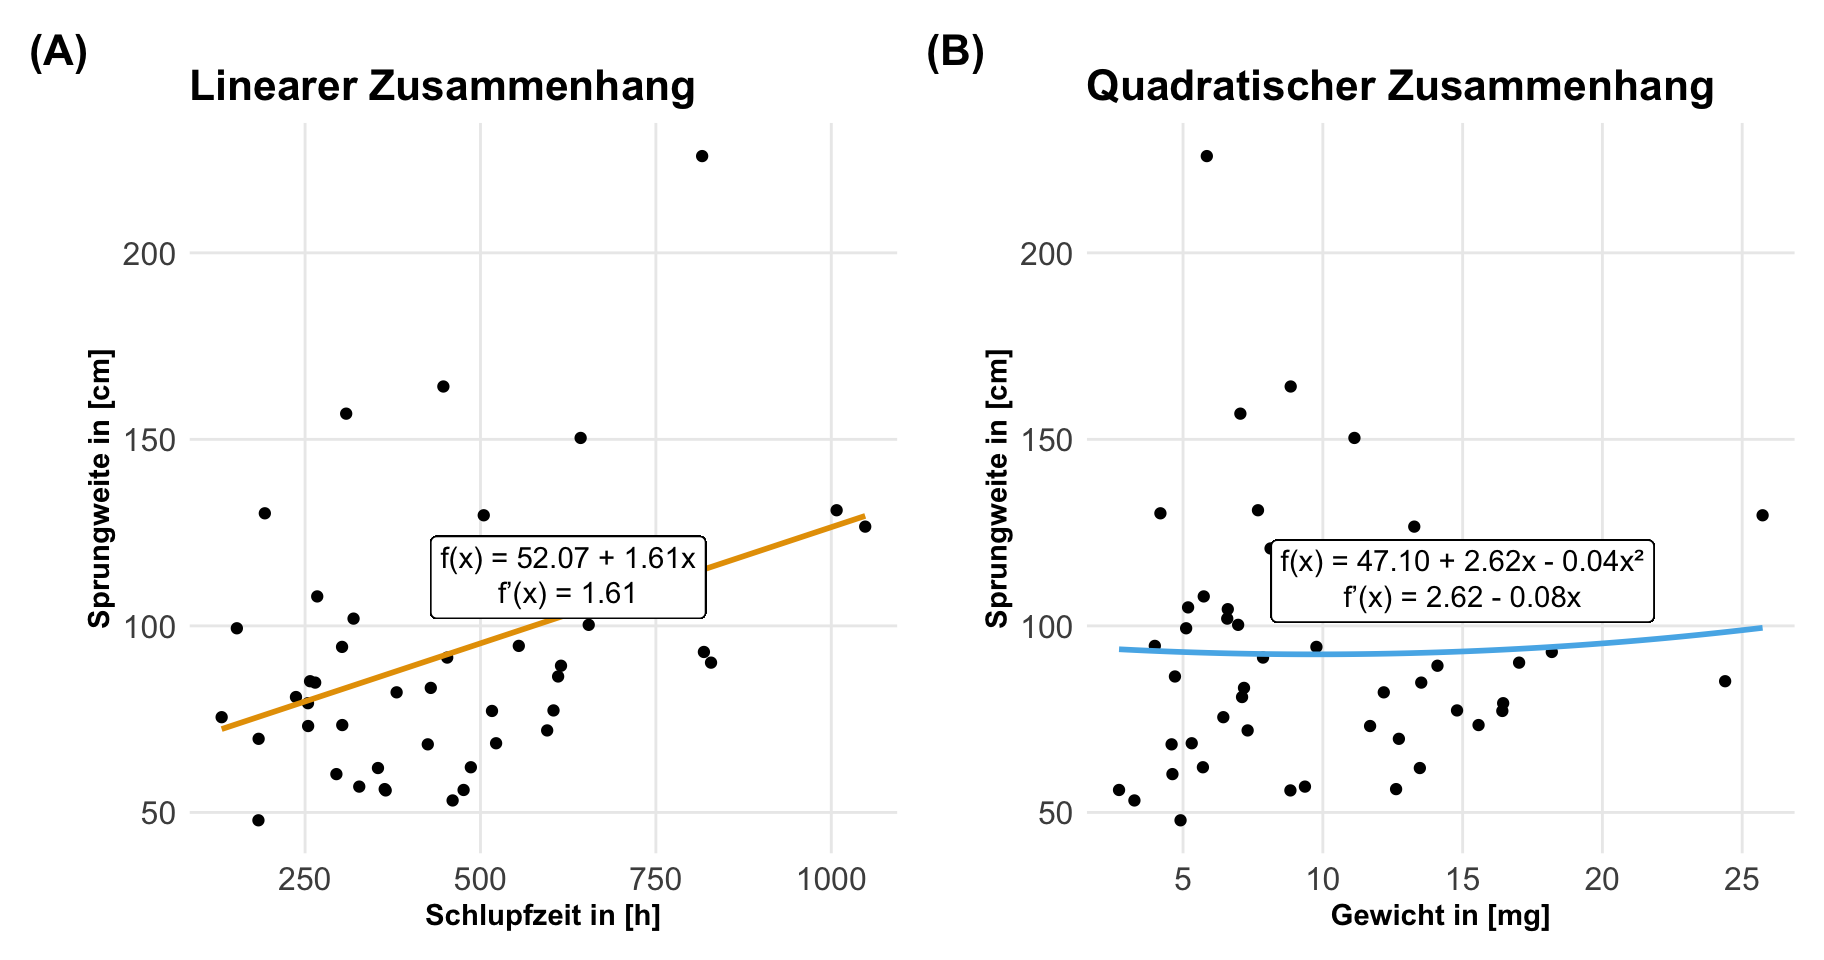 (A)
Linearer Zusammenhang
Sprungweite in [cm]
200
150
100
50
f(x) = 52.07 + 1.61x
f’(x) = 1.61
250 500 750 1000
Schlupfzeit in [h]
(B)
Quadratischer Zusammenhang
Sprungweite in [cm]
200
150
100
50
f(x) = 47.10 + 2.62x - 0.04x²
f’(x) = 2.62 - 0.08x
5 10 15 20 25
Gewicht in [mg]